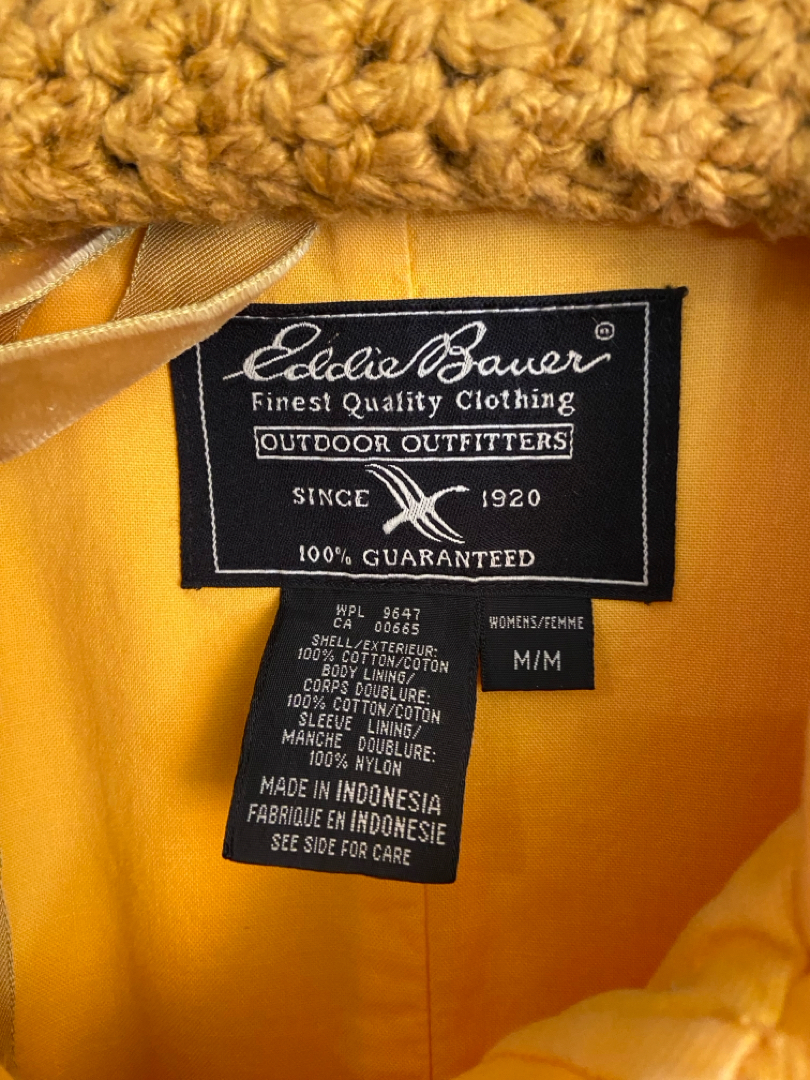 Eddie Bauer®
Finest Quality Clothing
OUTDOOR OUTFITTERS
SINCE 1920
100% GUARANTEED
WPL 9647
CA 00665
SHELL/EXTERIEUR:
100% COTTON/COTON
BODY LINING/
CORPS DOUBLURE:
100% COTTON/COTON
SLEEVE LINING/
MANCHE DOUBLURE:
100% NYLON
MADE IN INDONESIA
FABRIQUE EN INDONESIE
SEE SIDE FOR CARE
WOMENS/FEMME
M/M